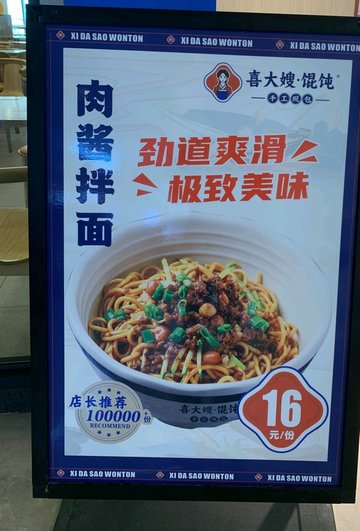 XI DA SAO WONTON XI DA SAO WONTON XI DA SAO WONTON
喜大嫂·馄饨®
手工现包
肉酱拌面
劲道爽滑
极致美味
喜大嫂·馄饨
店长推荐
100000+份
RECOMMEND
16
元/份
XI DA SAO WONTON XI DA SAO WONTON XI DA SAO WONTON